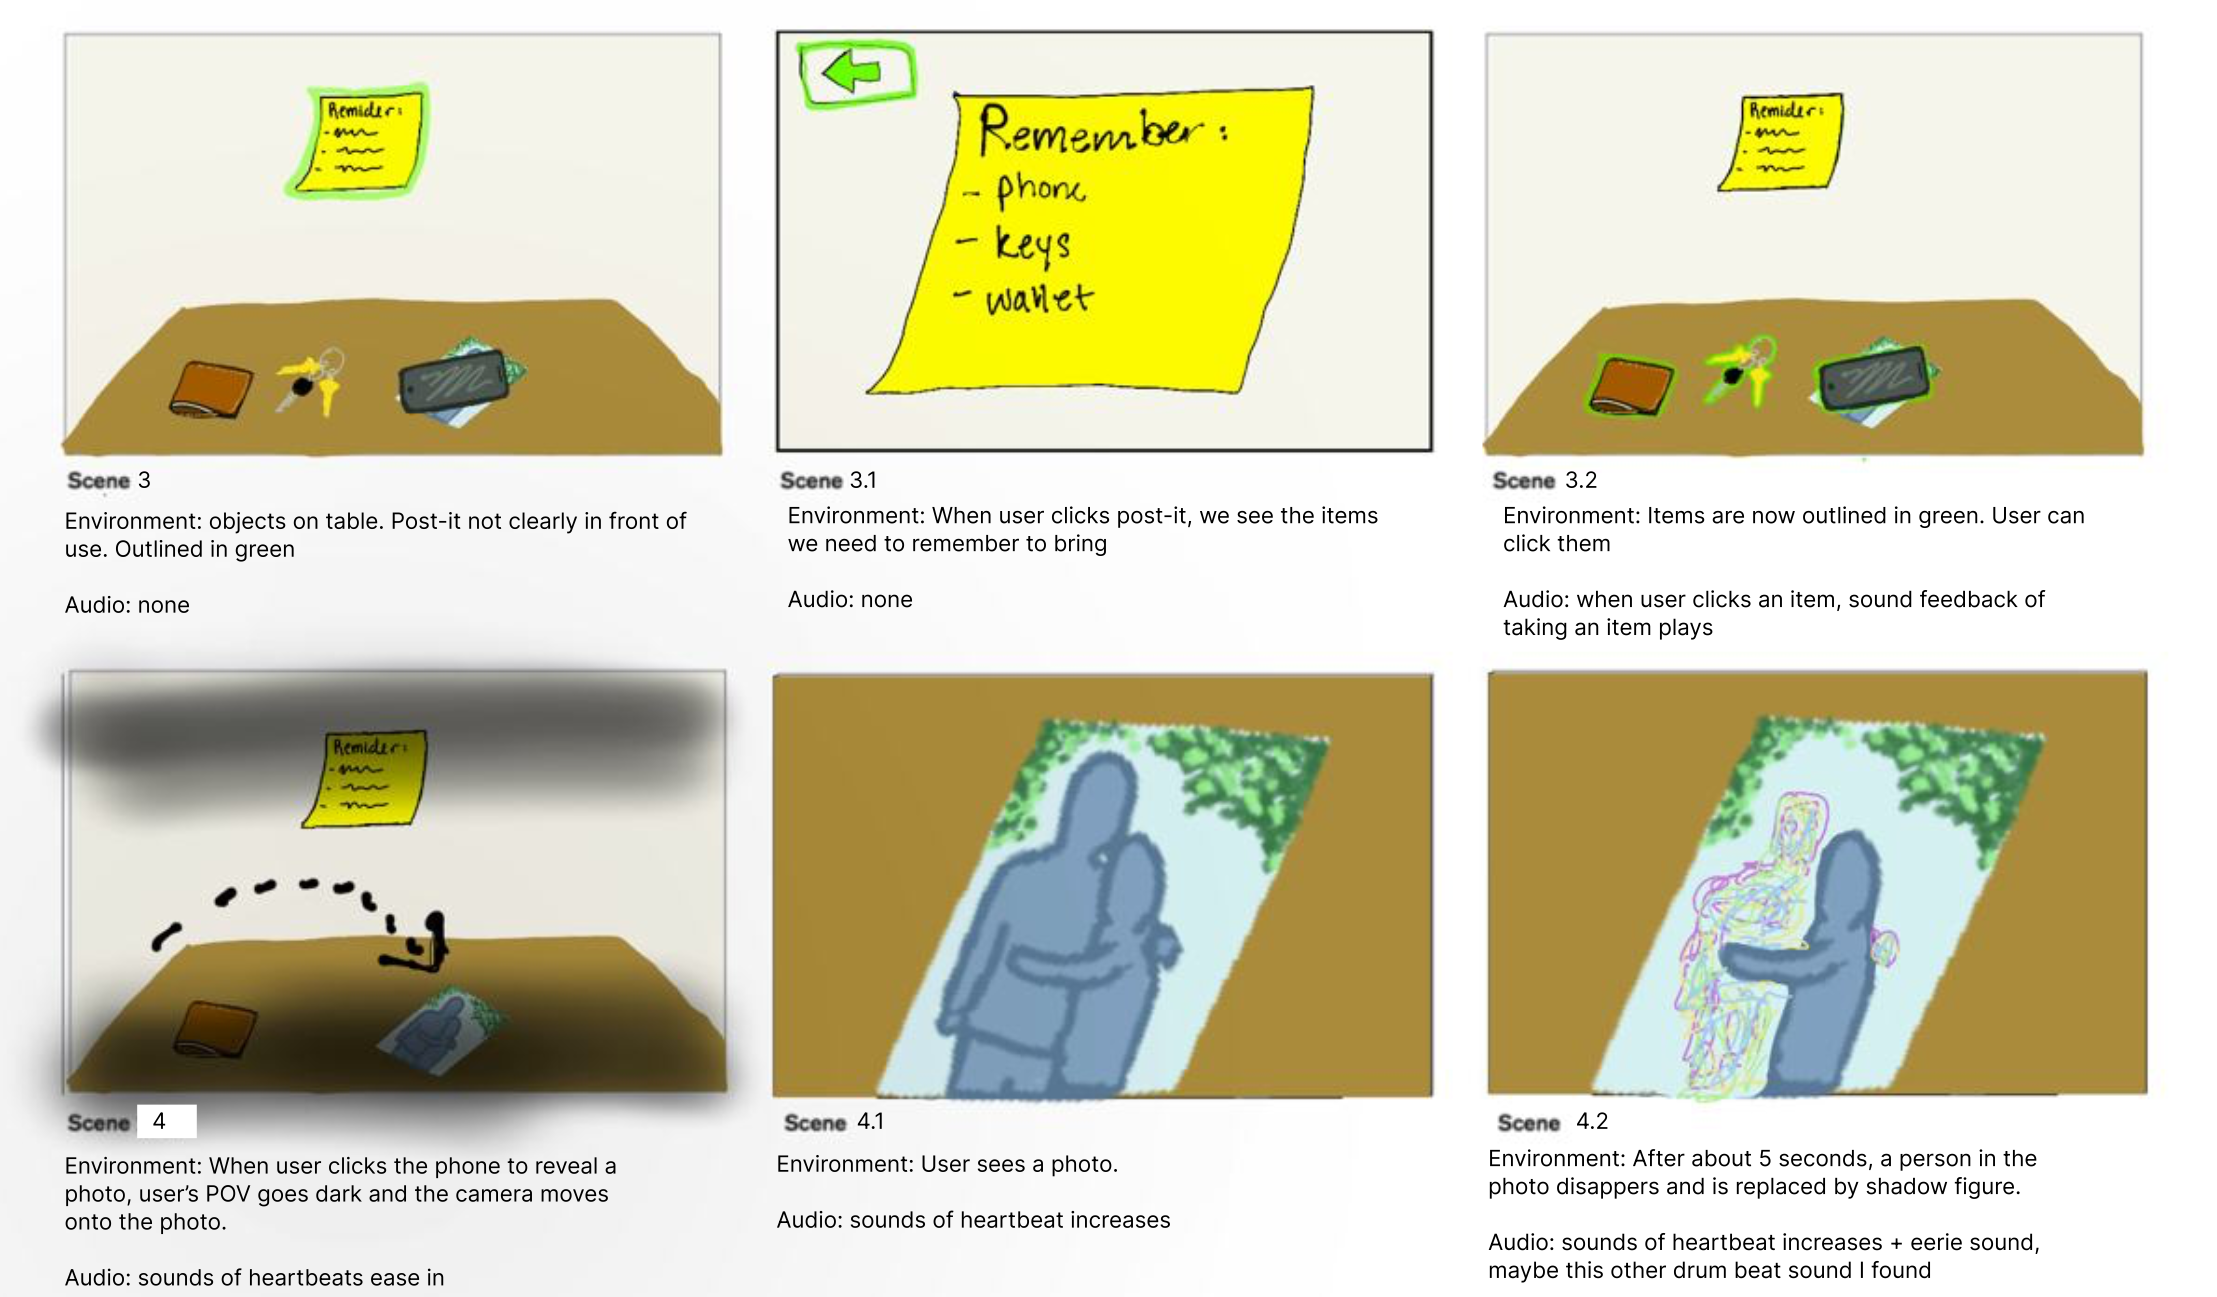 Remider:
Remember:
- phone
- keys
- wallet
Remider:
Scene 3
Environment: objects on table. Post-it not clearly in front of
use. Outlined in green
Audio: none
Scene 3.1
Environment: When user clicks post-it, we see the items
we need to remember to bring
Audio: none
Scene 3.2
Environment: Items are now outlined in green. User can
click them
Audio: when user clicks an item, sound feedback of
taking an item plays
Remider:
Scene 4
Environment: When user clicks the phone to reveal a
photo, user’s POV goes dark and the camera moves
onto the photo.
Audio: sounds of heartbeats ease in
Scene 4.1
Environment: User sees a photo.
Audio: sounds of heartbeat increases
Scene 4.2
Environment: After about 5 seconds, a person in the
photo disappers and is replaced by shadow figure.
Audio: sounds of heartbeat increases + eerie sound,
maybe this other drum beat sound I found